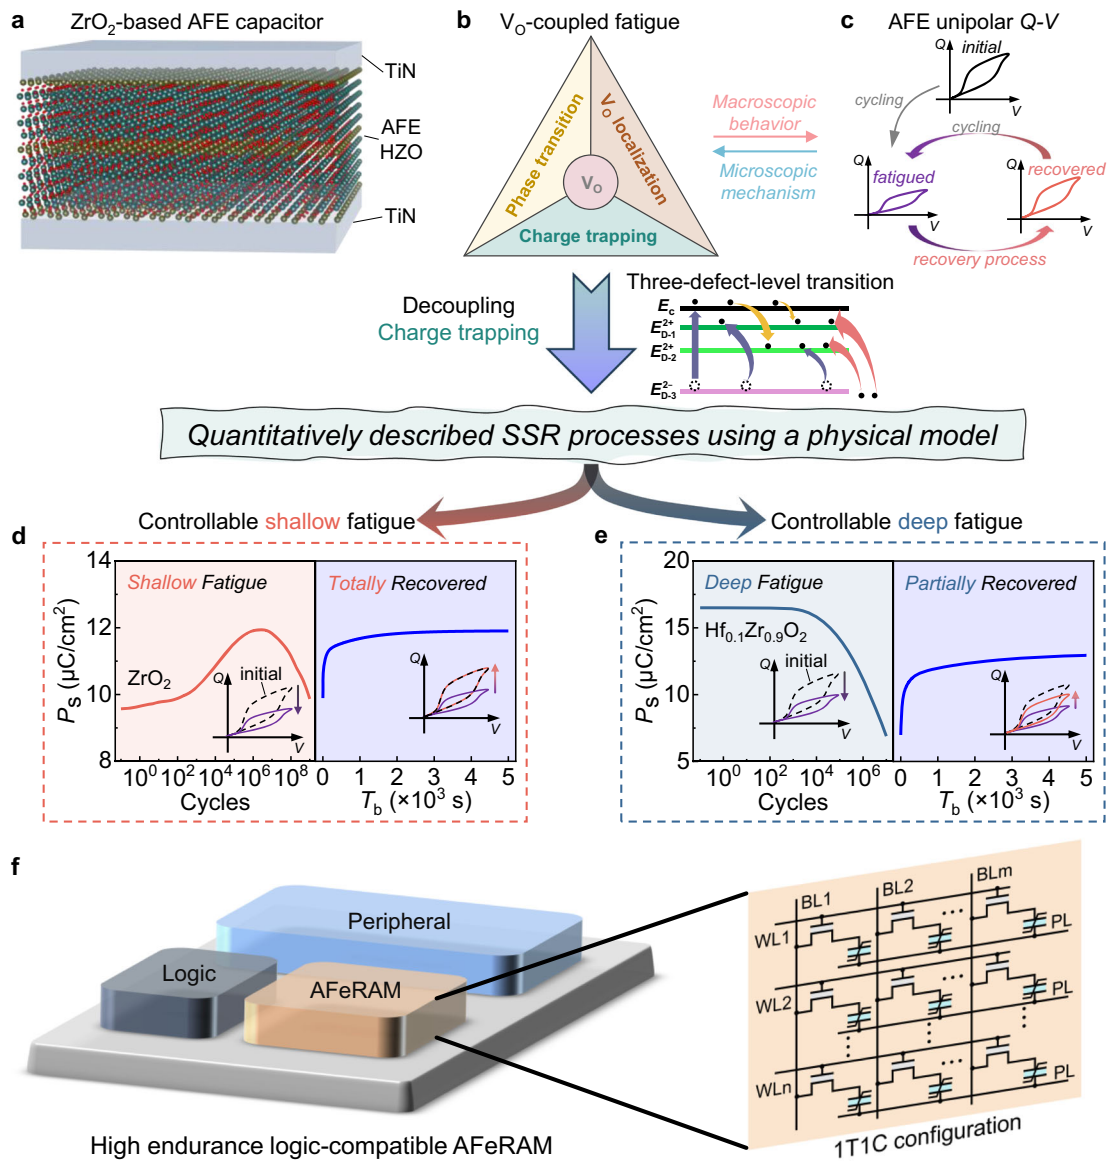 a
ZrO2-based AFE capacitor
TiN
AFE
HZO
TiN
b
VO-coupled fatigue
Phase transition
VO localization
VO
Charge trapping
Macroscopic
behavior
Microscopic
mechanism
c
AFE unipolar Q-V
Q
initial
V
cycling
cycling
fatigued
Q
V
recovered
Q
V
recovery process
Decoupling
Charge trapping
Three-defect-level transition
Ec
E2+D-1
E2+D-2
E2−D-3
Quantitatively described SSR processes using a physical model
Controllable shallow fatigue
Controllable deep fatigue
d
PS (μC/cm2)
14
12
10
8
Shallow Fatigue
Totally Recovered
ZrO2
Q
initial
V
Q
V
10^0 10^2 10^4 10^6 10^8
Cycles
0 1 2 3 4 5
Tb (×10^3 s)
e
PS (μC/cm2)
20
15
10
5
Deep Fatigue
Partially Recovered
Hf0.1Zr0.9O2
Q
initial
V
Q
V
10^0 10^2 10^4 10^6
Cycles
0 1 2 3 4 5
Tb (×10^3 s)
f
Peripheral
Logic
AFeRAM
High endurance logic-compatible AFeRAM
BL1 BL2 BLm
WL1
PL
WL2
PL
WLn
PL
1T1C configuration